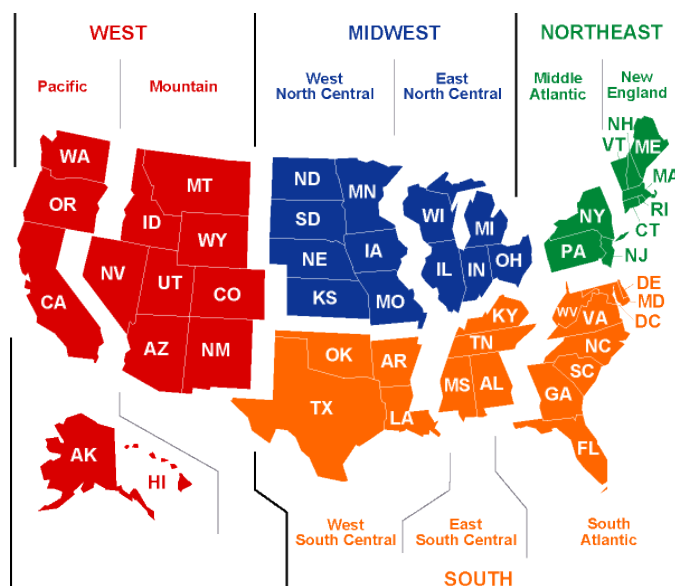 WEST
MIDWEST
NORTHEAST
Pacific
Mountain
West
North Central
East
North Central
Middle
Atlantic
New
England
WA
OR
CA
MT
ID
WY
NV
UT
CO
AZ
NM
AK
HI
ND
SD
NE
KS
MN
IA
MO
WI
MI
IL
IN
OH
NH
VT
ME
MA
RI
CT
NY
PA
NJ
OK
TX
AR
LA
KY
TN
MS
AL
DE
MD
DC
WV
VA
NC
SC
GA
FL
West
South Central
East
South Central
South
Atlantic
SOUTH